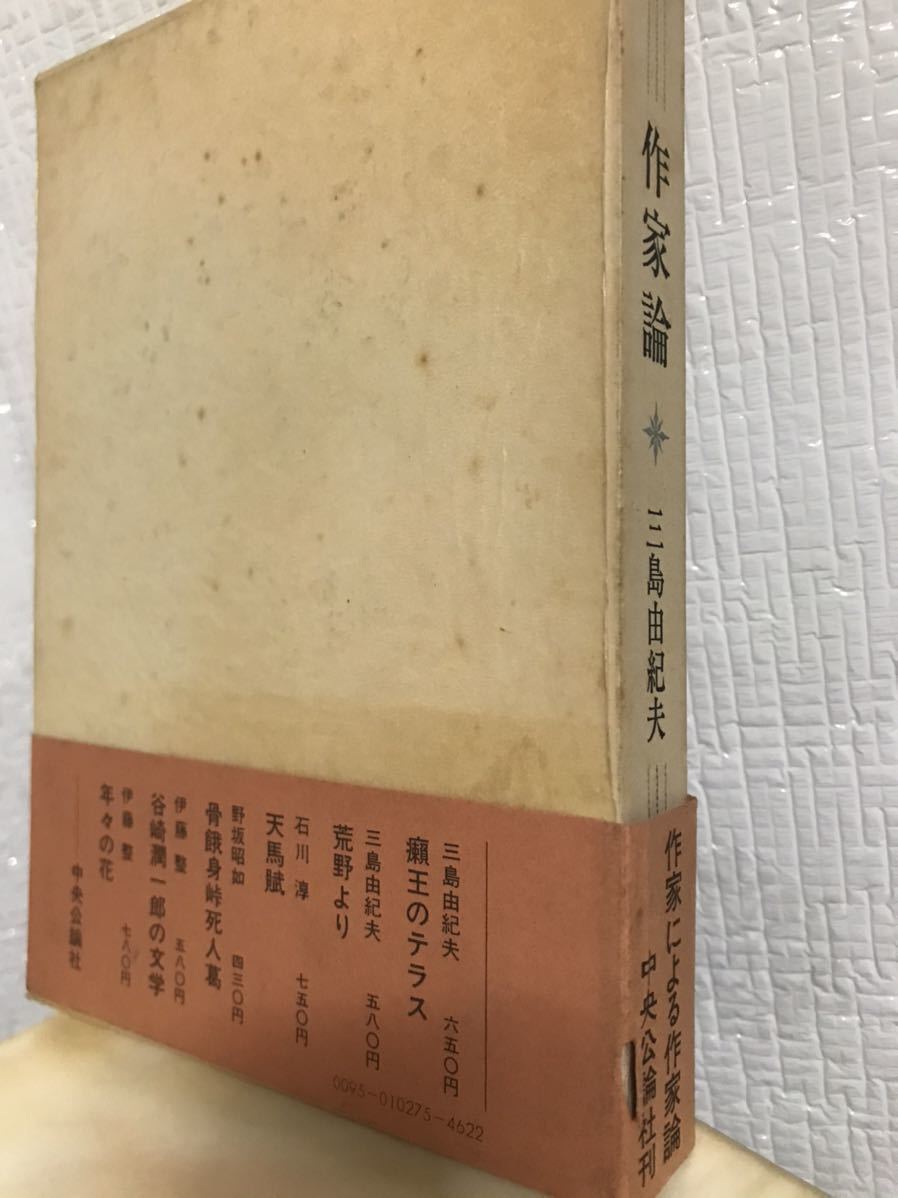 作家論
三島由紀夫
作家による作家論
中央公論社刊
三島由紀夫　六五〇円
癩王のテラス
三島由紀夫　五八〇円
荒野より
石川　淳　七五〇円
天馬賦
野坂昭如　四三〇円
骨餓身峠死人葛
伊藤　整　五八〇円
谷崎潤一郎の文学
伊藤　整　七八〇円
年々の花
中央公論社
0095-010275-4622